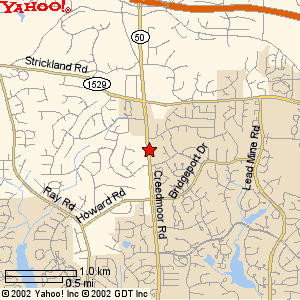 YAHOO!
50
Strickland Rd
1529
Lead Mine Rd
Bridgeport Dr
Creedmoor Rd
Ray Rd
Howard Rd
1.0 km
0.5 mi
© 2002 Yahoo! Inc © 2002 GDT Inc